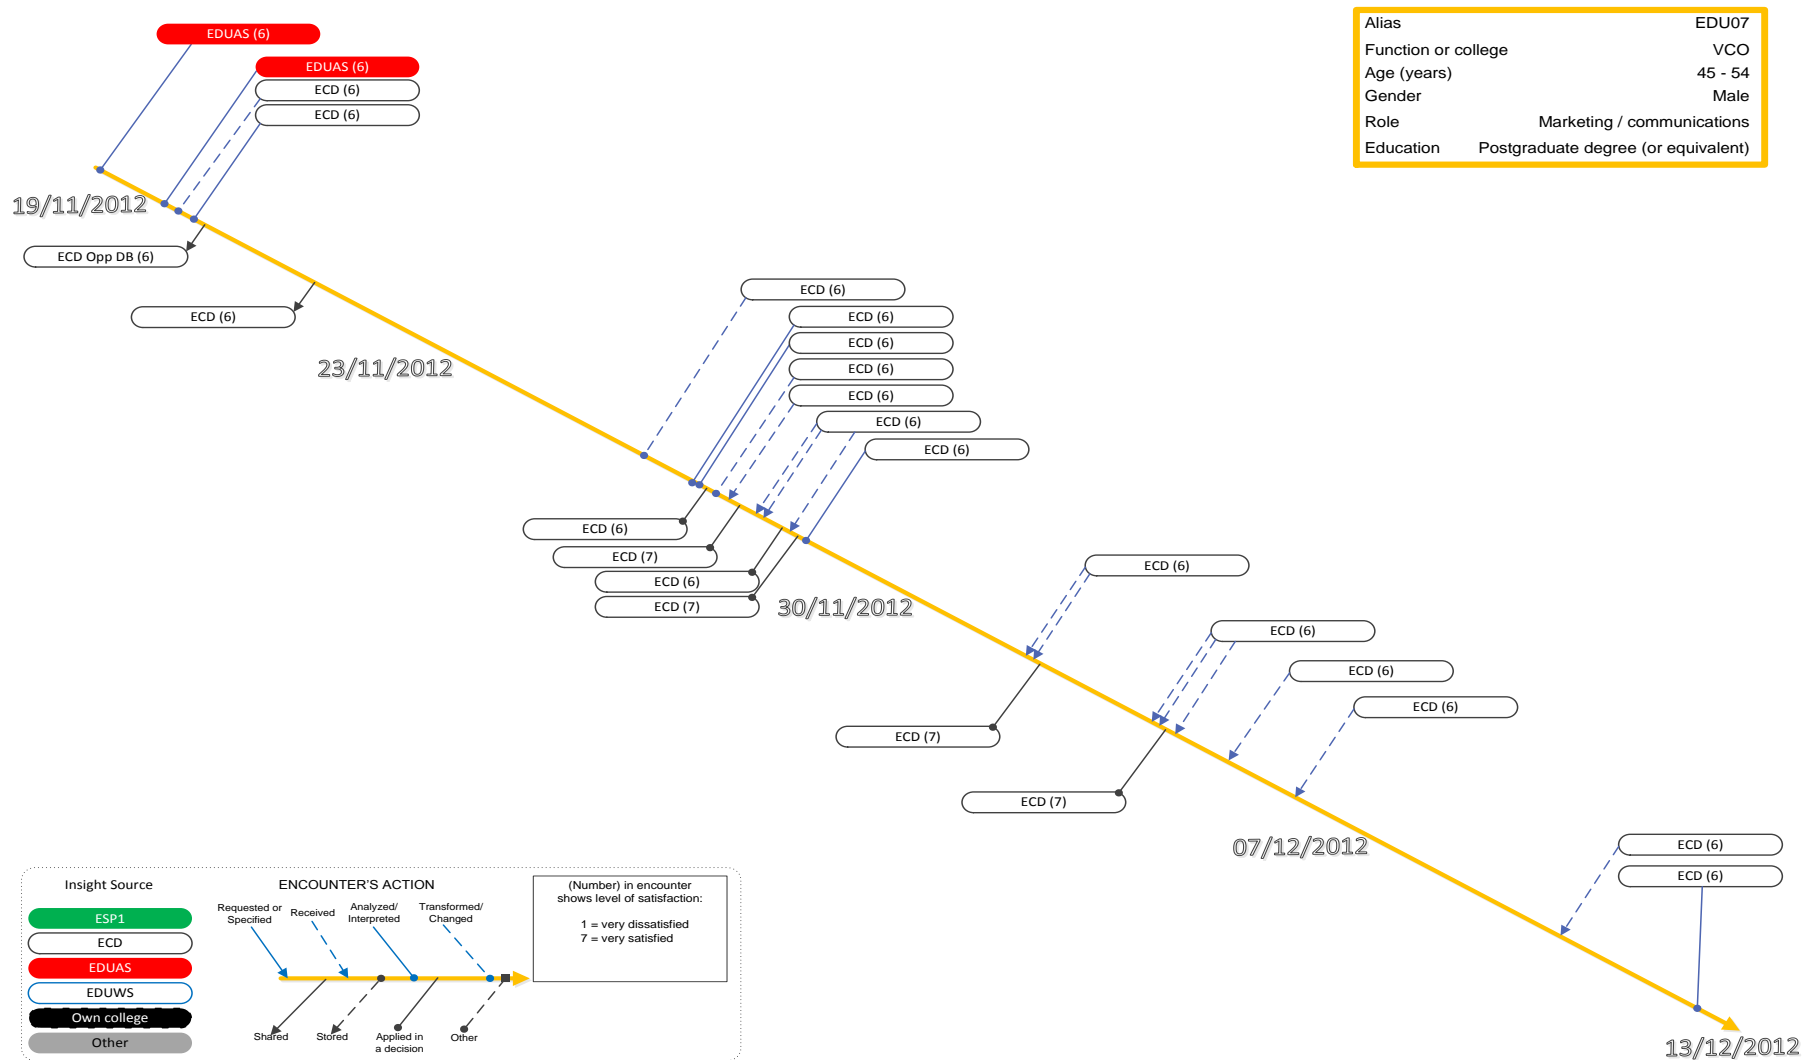 EDUAS (6)
EDUAS (6)
ECD (6)
ECD (6)
Alias EDU07
Function or college VCO
Age (years) 45 - 54
Gender Male
Role Marketing / communications
Education Postgraduate degree (or equivalent)
19/11/2012
ECD Opp DB (6)
ECD (6)
23/11/2012
ECD (6)
ECD (6)
ECD (6)
ECD (6)
ECD (6)
ECD (6)
ECD (6)
ECD (6)
ECD (7)
ECD (6)
ECD (7)
30/11/2012
ECD (6)
ECD (6)
ECD (6)
ECD (6)
ECD (7)
ECD (7)
07/12/2012
ECD (6)
ECD (6)
13/12/2012
Insight Source
ESP1
ECD
EDUAS
EDUWS
Own college
Other
ENCOUNTER'S ACTION
Requested or
Specified
Received
Analyzed/
Interpreted
Transformed/
Changed
Shared
Stored
Applied in
a decision
Other
(Number) in encounter
shows level of satisfaction:
1 = very dissatisfied
7 = very satisfied